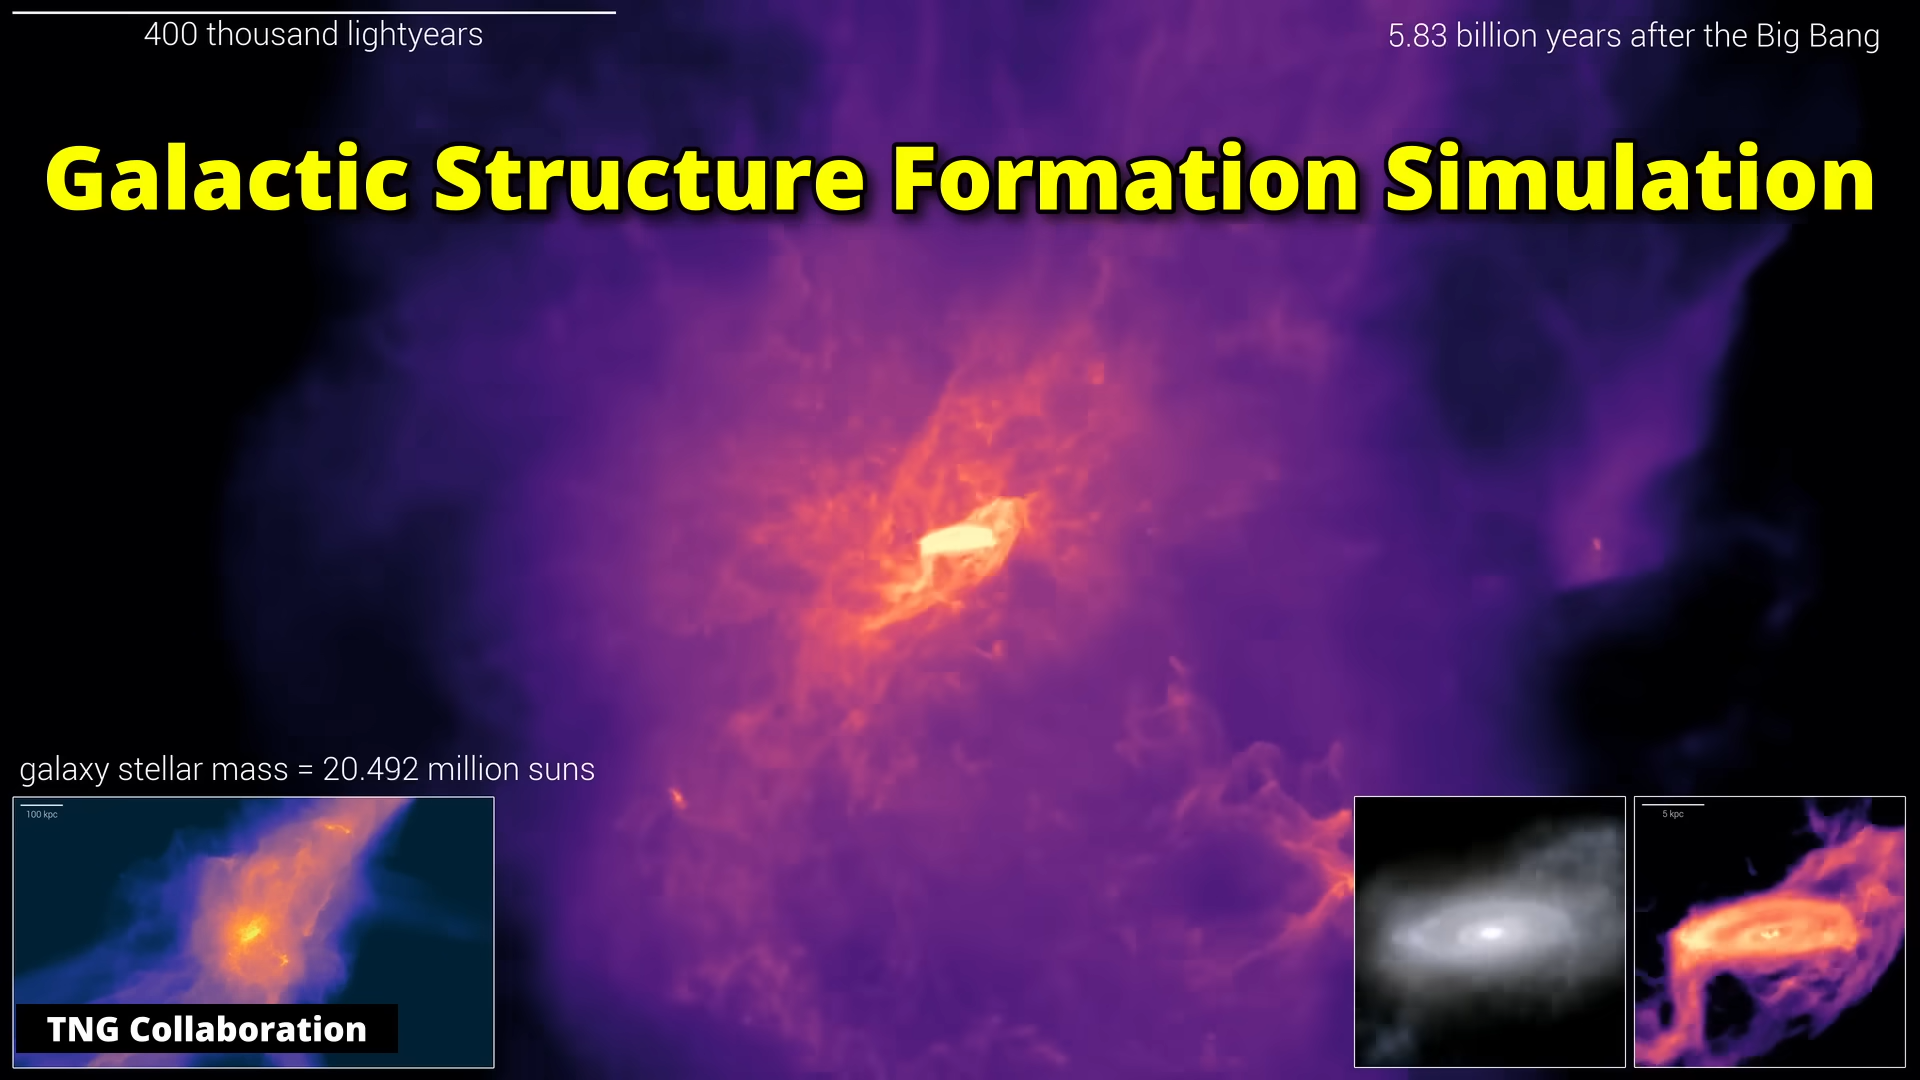 400 thousand lightyears
5.83 billion years after the Big Bang
Galactic Structure Formation Simulation
galaxy stellar mass = 20.492 million suns
100 kpc
TNG Collaboration
5 kpc